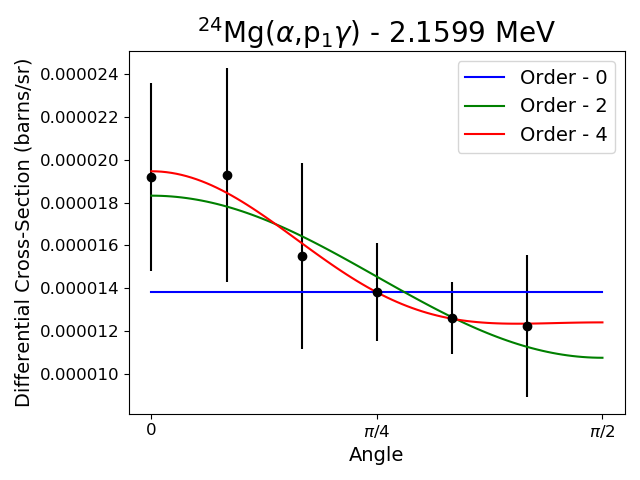 ²⁴Mg(α,p₁γ) - 2.1599 MeV
Order - 0
Order - 2
Order - 4
Differential Cross-Section (barns/sr)
0.000024
0.000022
0.000020
0.000018
0.000016
0.000014
0.000012
0.000010
0
π/4
π/2
Angle